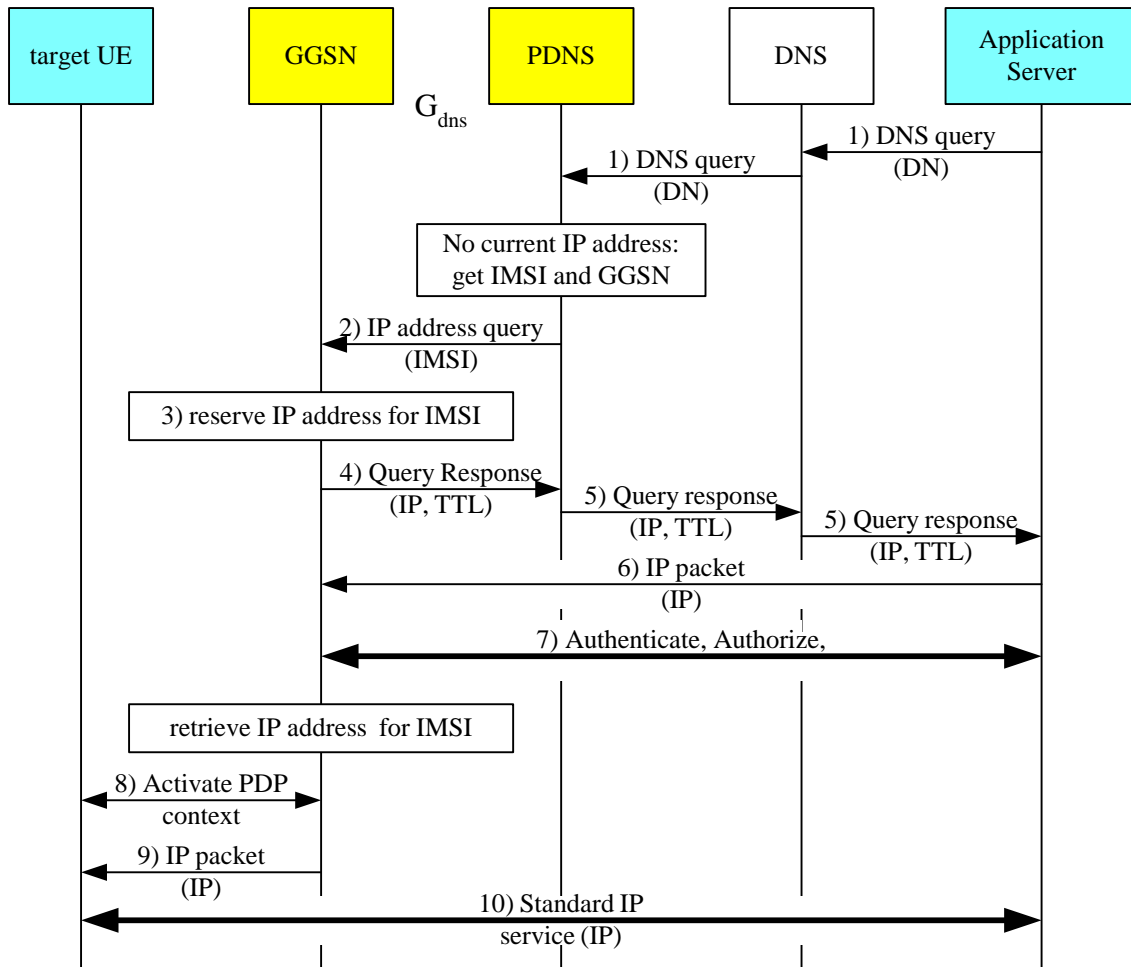 target UE
GGSN
PDNS
DNS
Application
Server
G_dns
1) DNS query
(DN)
1) DNS query
(DN)
No current IP address:
get IMSI and GGSN
2) IP address query
(IMSI)
3) reserve IP address for IMSI
4) Query Response
(IP, TTL)
5) Query response
(IP, TTL)
5) Query response
(IP, TTL)
6) IP packet
(IP)
7) Authenticate, Authorize,
retrieve IP address for IMSI
8) Activate PDP
context
9) IP packet
(IP)
10) Standard IP
service (IP)